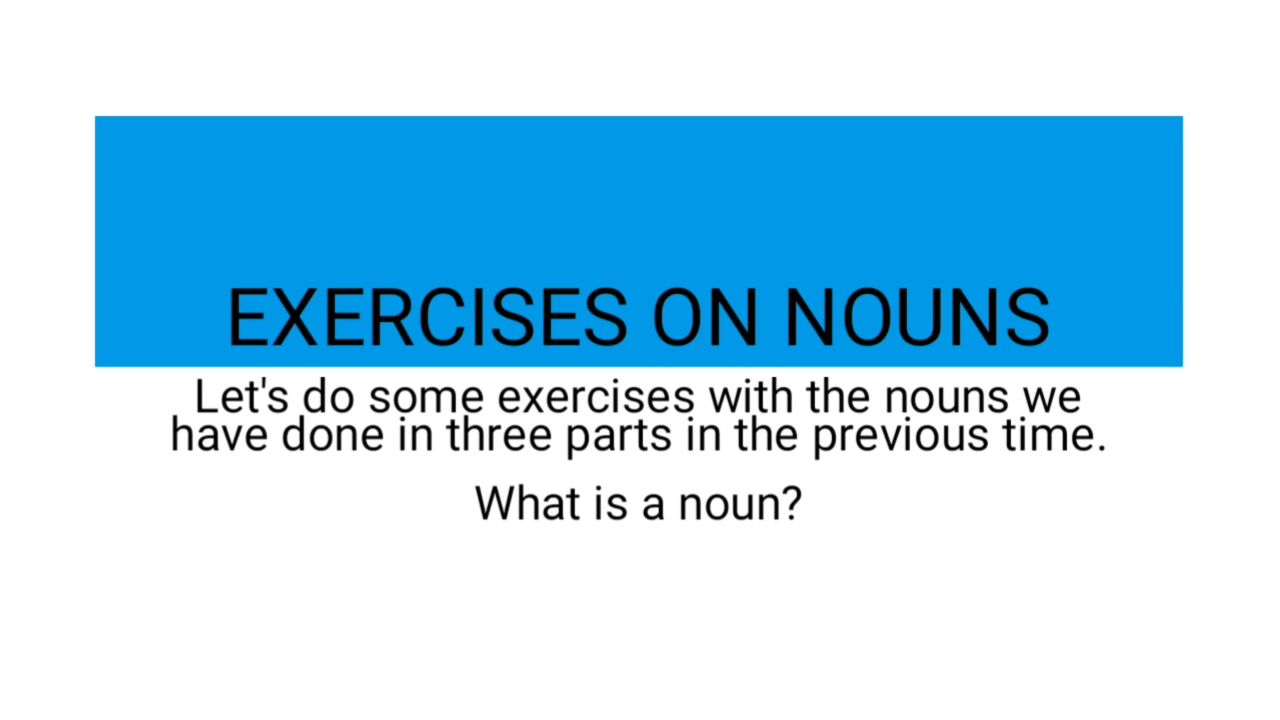 EXERCISES ON NOUNS
Let's do some exercises with the nouns we
have done in three parts in the previous time.
What is a noun?